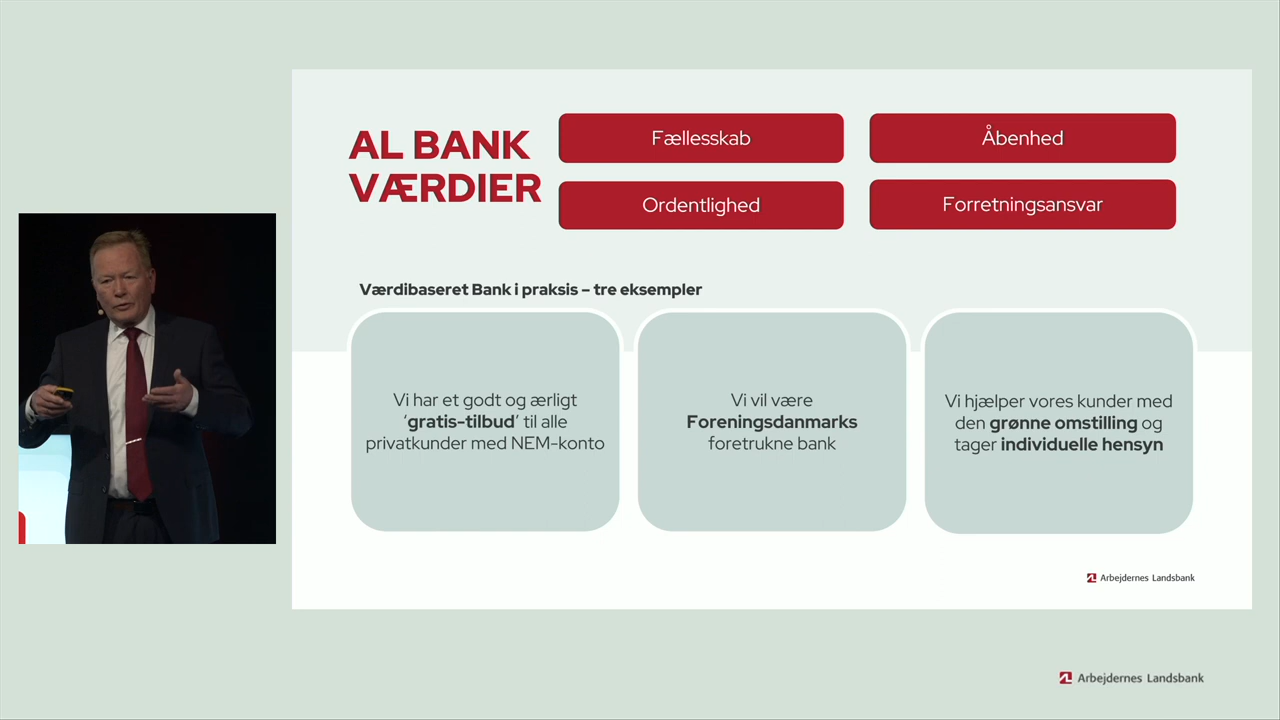 AL BANK
VÆRDIER
Fællesskab
Åbenhed
Ordentlighed
Forretningsansvar
Værdibaseret Bank i praksis – tre eksempler
Vi har et godt og ærligt
‘gratis-tilbud’ til alle
privatkunder med NEM-konto
Vi vil være
Foreningsdanmarks
foretrukne bank
Vi hjælper vores kunder med
den grønne omstilling og
tager individuelle hensyn
Arbejdernes Landsbank
Arbejdernes Landsbank